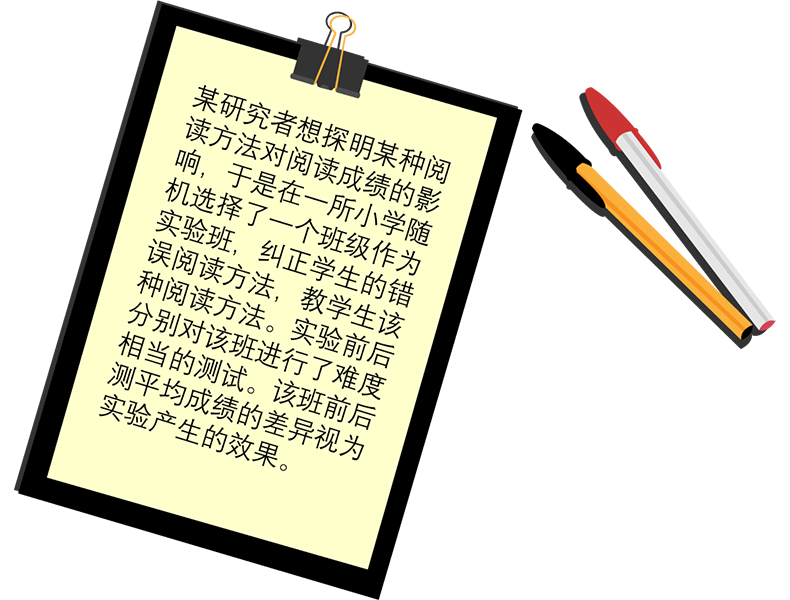 某研究者想探明某种阅
读方法对阅读成绩的影
响，于是在一所小学随
机选择了一个班级作为
实验班，纠正学生的错
误阅读方法，教学生该
种阅读方法。实验前后
分别对该班进行了难度
相当的测试。该班前后
测平均成绩的差异视为
实验产生的效果。